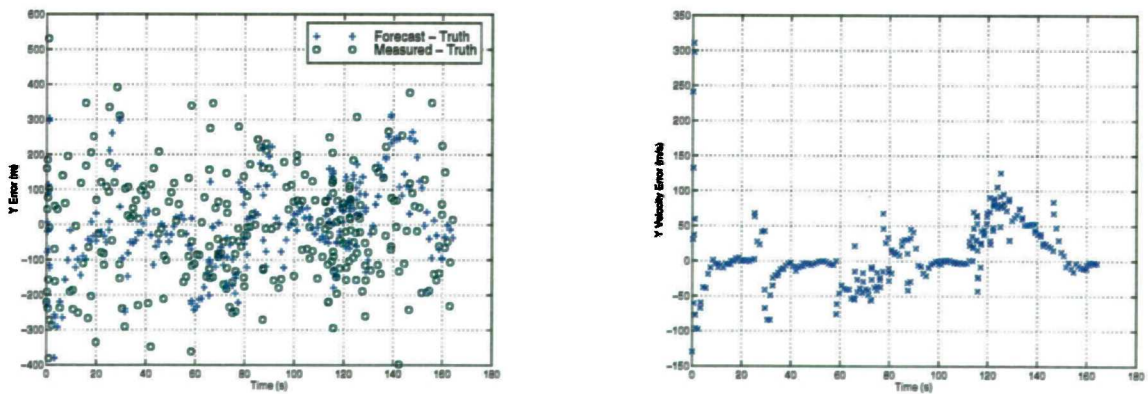 600
500
400
300
200
100
0
−100
−200
−300
−400
Y Error (m)
+ + Forecast − Truth
o o Measured − Truth
0 20 40 60 80 100 120 140 160 180
Time (s)
350
300
250
200
150
100
50
0
−50
−100
−150
Y Velocity Error (m/s)
0 20 40 60 80 100 120 140 160 180
Time (s)